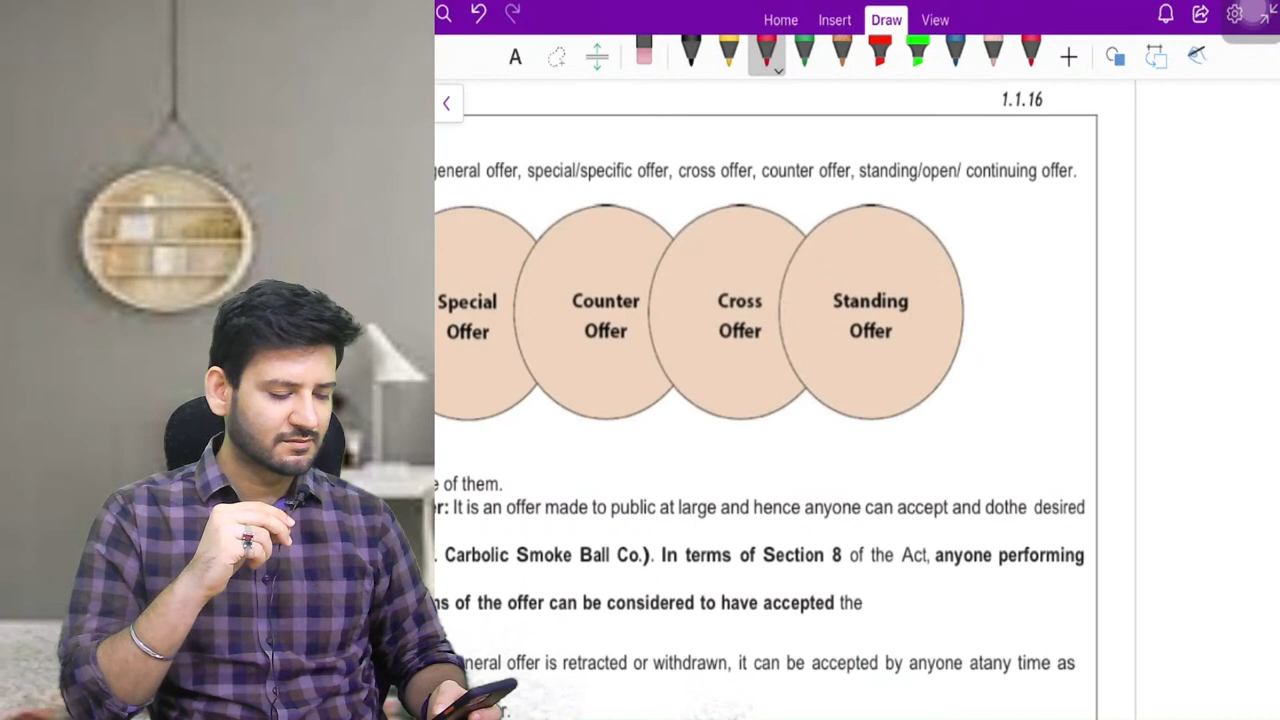 Home Insert Draw View
A
1.1.16
general offer, special/specific offer, cross offer, counter offer, standing/open/ continuing offer.
Special Offer
Counter Offer
Cross Offer
Standing Offer
of them.
It is an offer made to public at large and hence anyone can accept and dothe desired
Carbolic Smoke Ball Co.). In terms of Section 8 of the Act, anyone performing
of the offer can be considered to have accepted the
offer is retracted or withdrawn, it can be accepted by anyone atany time as